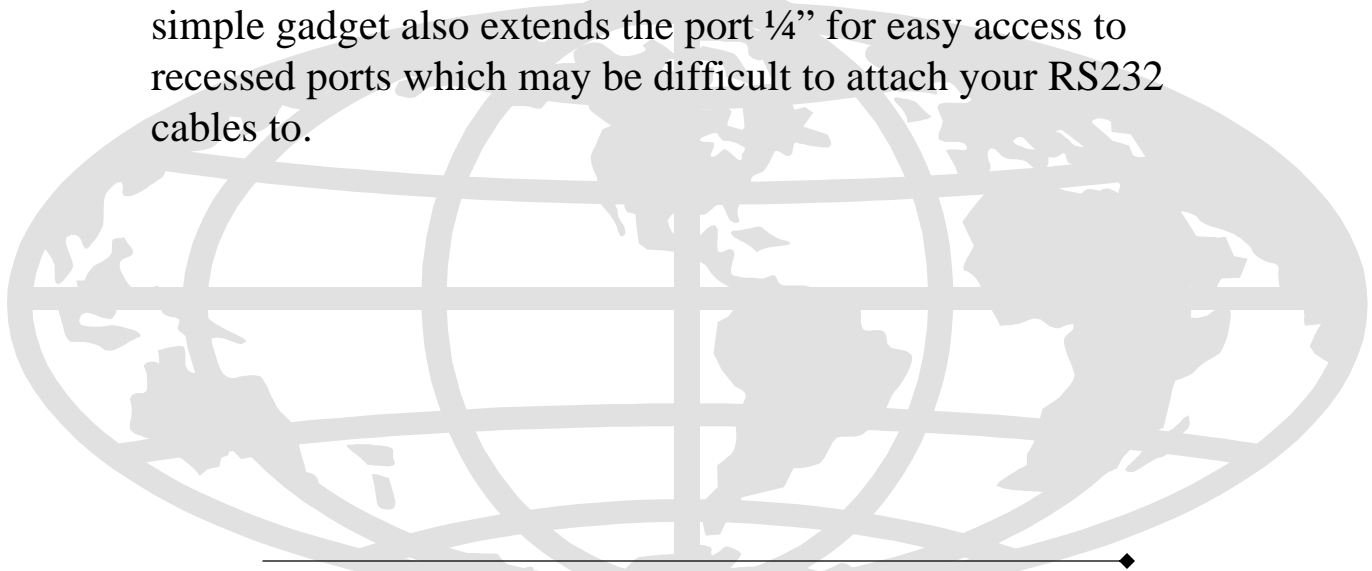 simple gadget also extends the port ¼” for easy access to
recessed ports which may be difficult to attach your RS232
cables to.